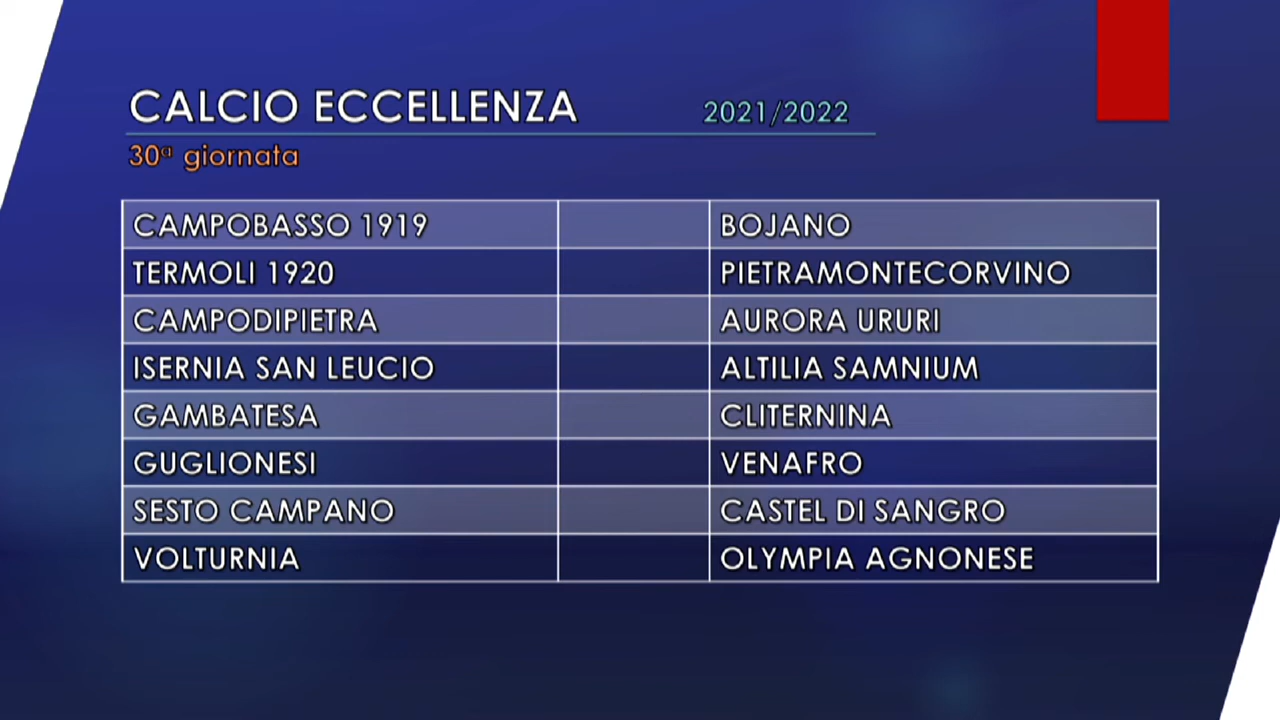 CALCIO ECCELLENZA 2021/2022
30ª giornata
CAMPOBASSO 1919 BOJANO
TERMOLI 1920 PIETRAMONTECORVINO
CAMPODIPIETRA AURORA URURI
ISERNIA SAN LEUCIO ALTILIA SAMNIUM
GAMBATESA CLITERNINA
GUGLIONESI VENAFRO
SESTO CAMPANO CASTEL DI SANGRO
VOLTURNIA OLYMPIA AGNONESE